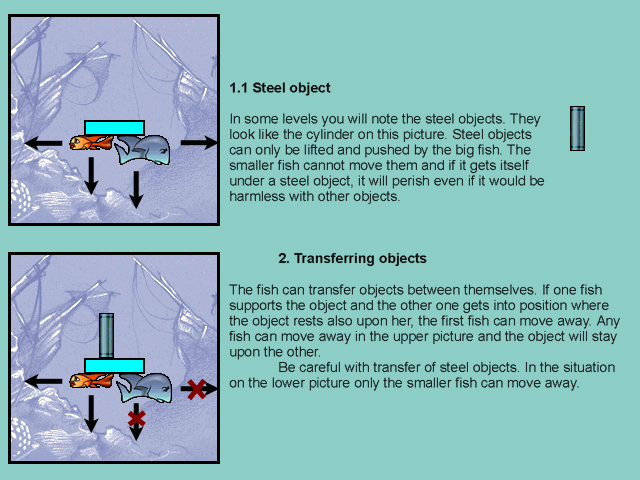 1.1 Steel object
In some levels you will note the steel objects. They
look like the cylinder on this picture. Steel objects
can only be lifted and pushed by the big fish. The
smaller fish cannot move them and if it gets itself
under a steel object, it will perish even if it would be
harmless with other objects.
2. Transferring objects
The fish can transfer objects between themselves. If one fish
supports the object and the other one gets into position where
the object rests also upon her, the first fish can move away. Any
fish can move away in the upper picture and the object will stay
upon the other.
Be careful with transfer of steel objects. In the situation
on the lower picture only the smaller fish can move away.